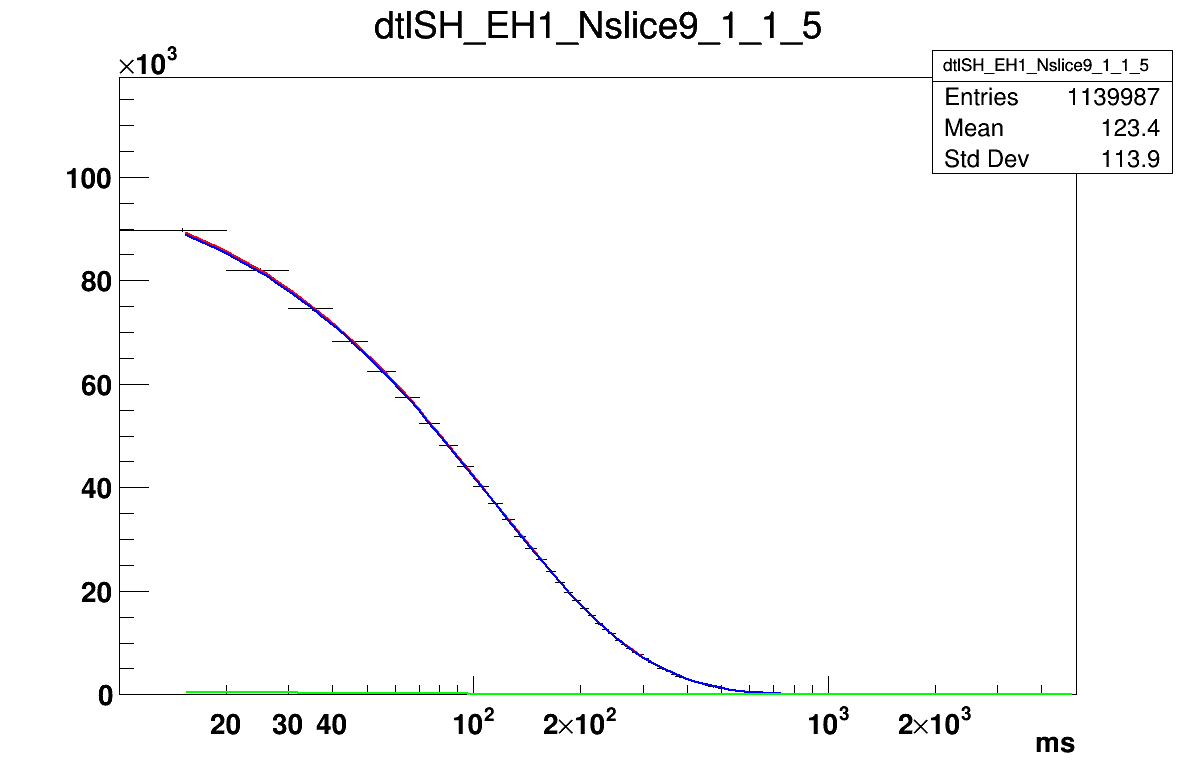 dtlSH_EH1_Nslice9_1_1_5
×10³
dtlSH_EH1_Nslice9_1_1_5
Entries 1139987
Mean 123.4
Std Dev 113.9
100
80
60
40
20
0
20 30 40 10² 2×10² 10³ 2×10³
ms